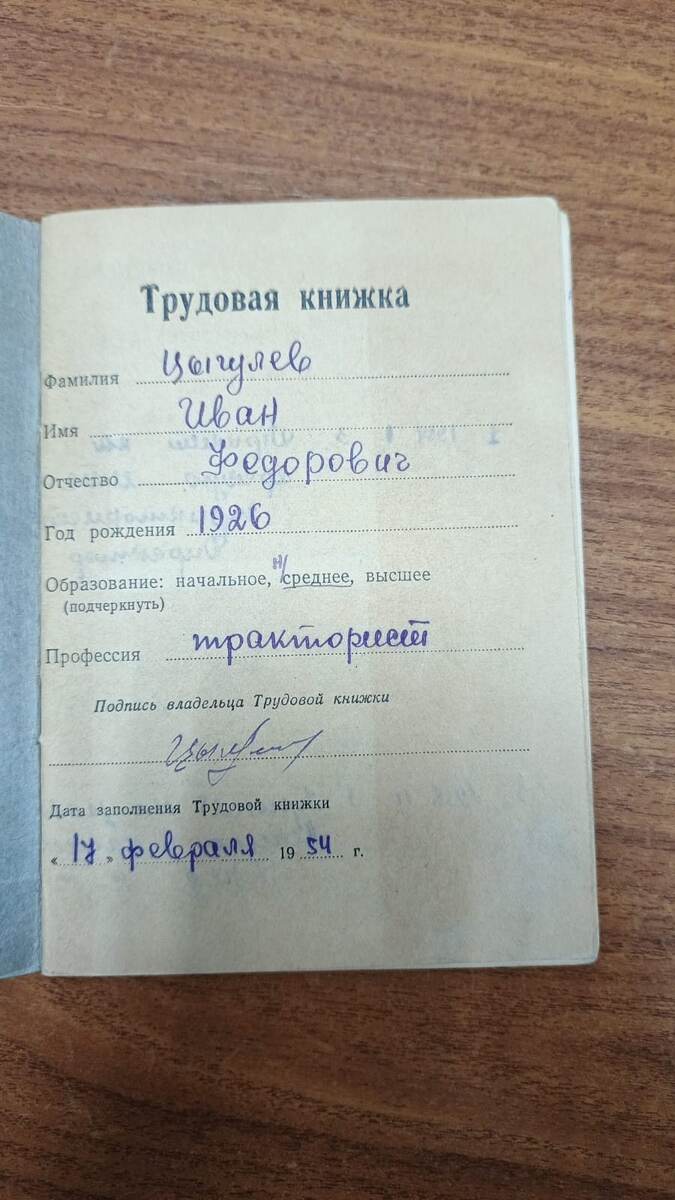 Трудовая книжка
Фамилия Цыгулев
Имя Иван
Отчество Федорович
Год рождения 1926
Образование: начальное, н/среднее, высшее
(подчеркнуть)
Профессия тракторист
Подпись владельца Трудовой книжки
Дата заполнения Трудовой книжки
« 17 » февраля 1954 г.